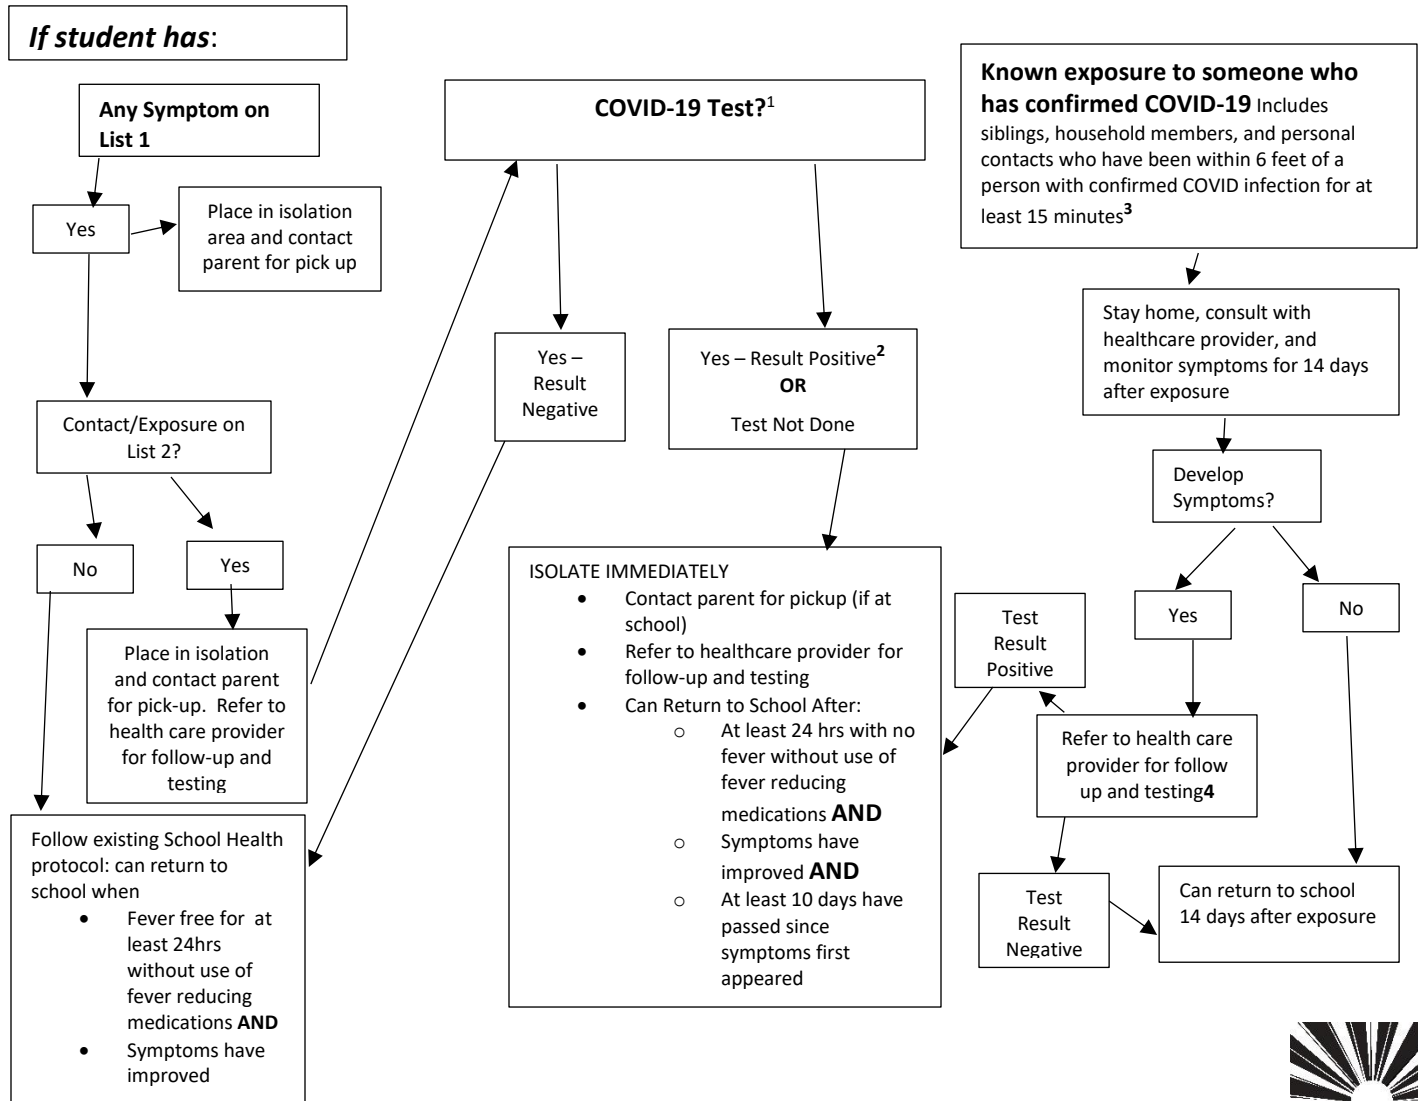 If student has:
Any Symptom on
List 1
Yes
Place in isolation
area and contact
parent for pick up
Contact/Exposure on
List 2?
No
Yes
Place in isolation
and contact parent
for pick-up. Refer to
health care provider
for follow-up and
testing
Follow existing School Health
protocol: can return to
school when
• Fever free for at
least 24hrs
without use of
fever reducing
medications AND
• Symptoms have
improved
COVID-19 Test?1
Yes –
Result
Negative
Yes – Result Positive2
OR
Test Not Done
ISOLATE IMMEDIATELY
• Contact parent for pickup (if at
school)
• Refer to healthcare provider for
follow-up and testing
• Can Return to School After:
o At least 24 hrs with no
fever without use of
fever reducing
medications AND
o Symptoms have
improved AND
o At least 10 days have
passed since
symptoms first
appeared
Known exposure to someone who
has confirmed COVID-19 Includes
siblings, household members, and personal
contacts who have been within 6 feet of a
person with confirmed COVID infection for at
least 15 minutes3
Stay home, consult with
healthcare provider, and
monitor symptoms for 14 days
after exposure
Develop
Symptoms?
Yes
No
Test
Result
Positive
Refer to health care
provider for follow
up and testing4
Test
Result
Negative
Can return to school
14 days after exposure